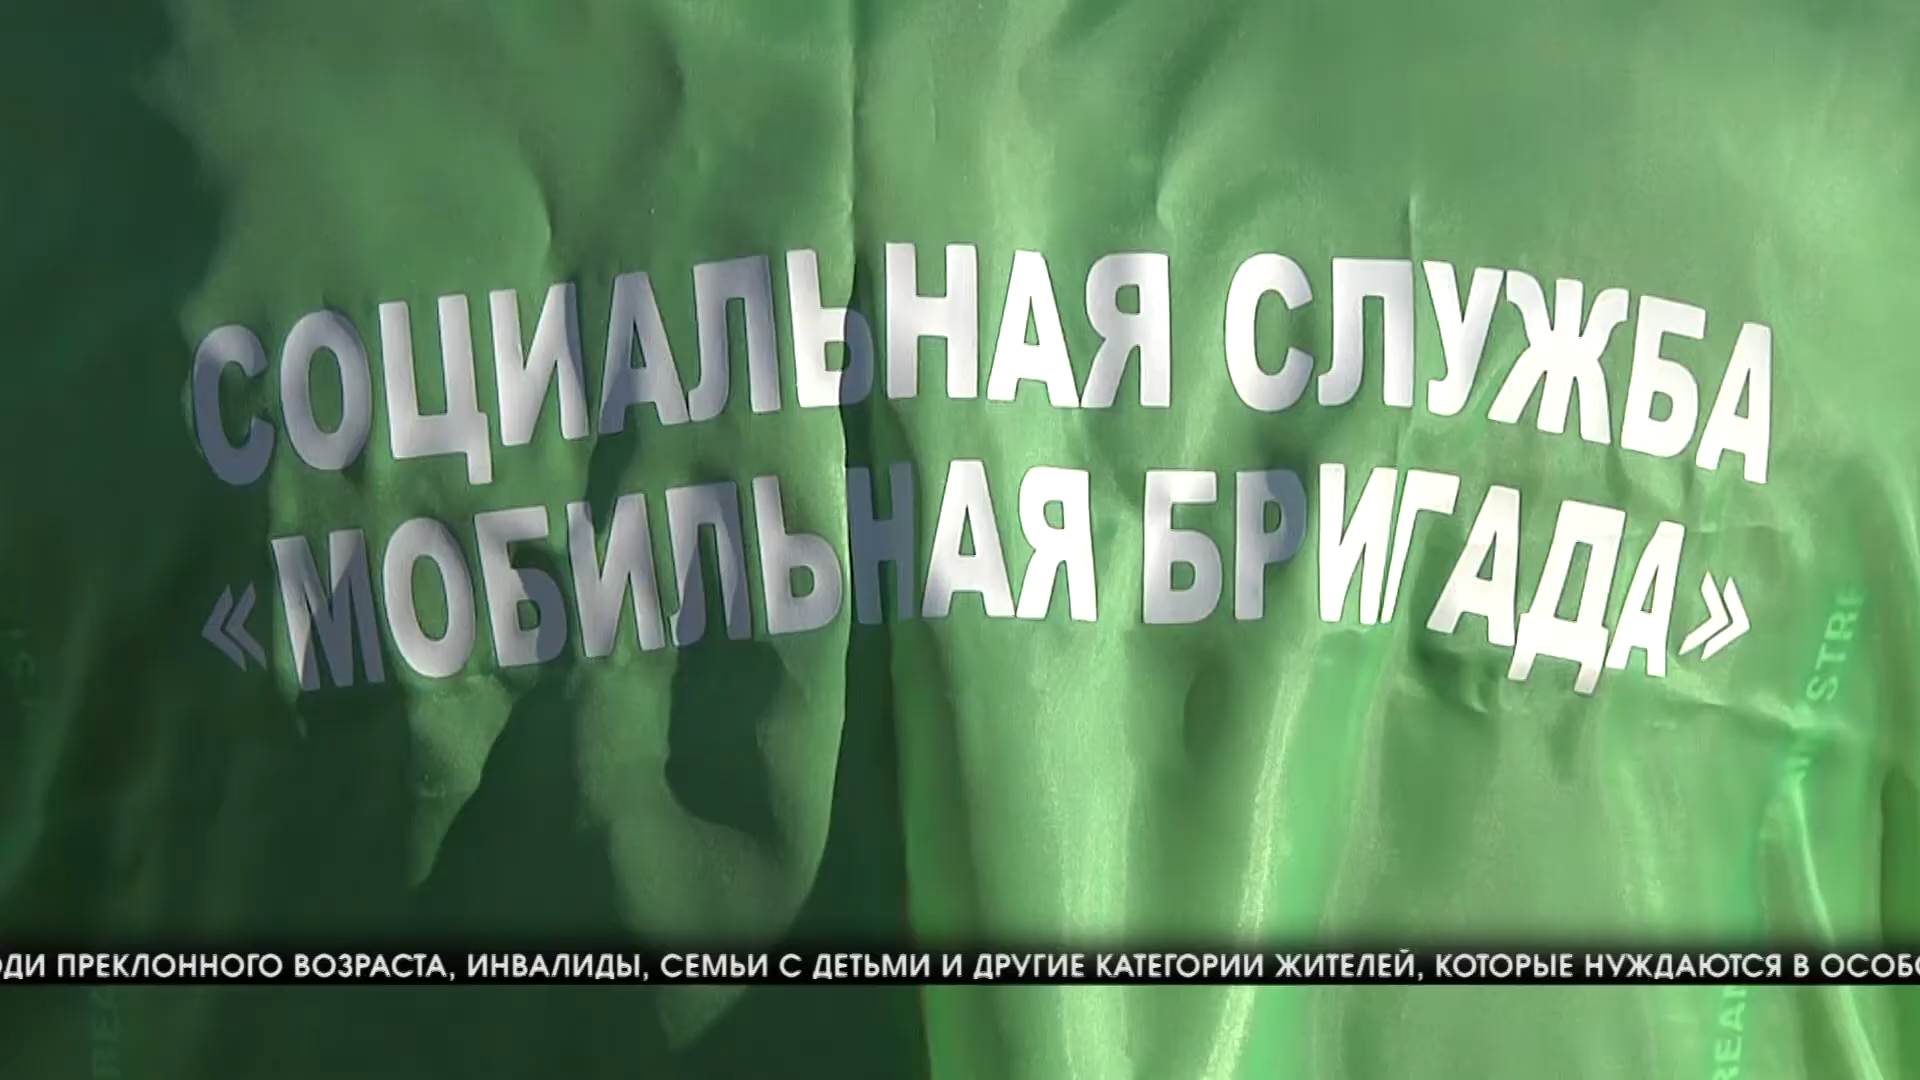 СОЦИАЛЬНАЯ СЛУЖБА
«МОБИЛЬНАЯ БРИГАДА»
ПРЕКЛОННОГО ВОЗРАСТА, ИНВАЛИДЫ, СЕМЬИ С ДЕТЬМИ И ДРУГИЕ КАТЕГОРИИ ЖИТЕЛЕЙ, КОТОРЫЕ НУЖДАЮТСЯ В